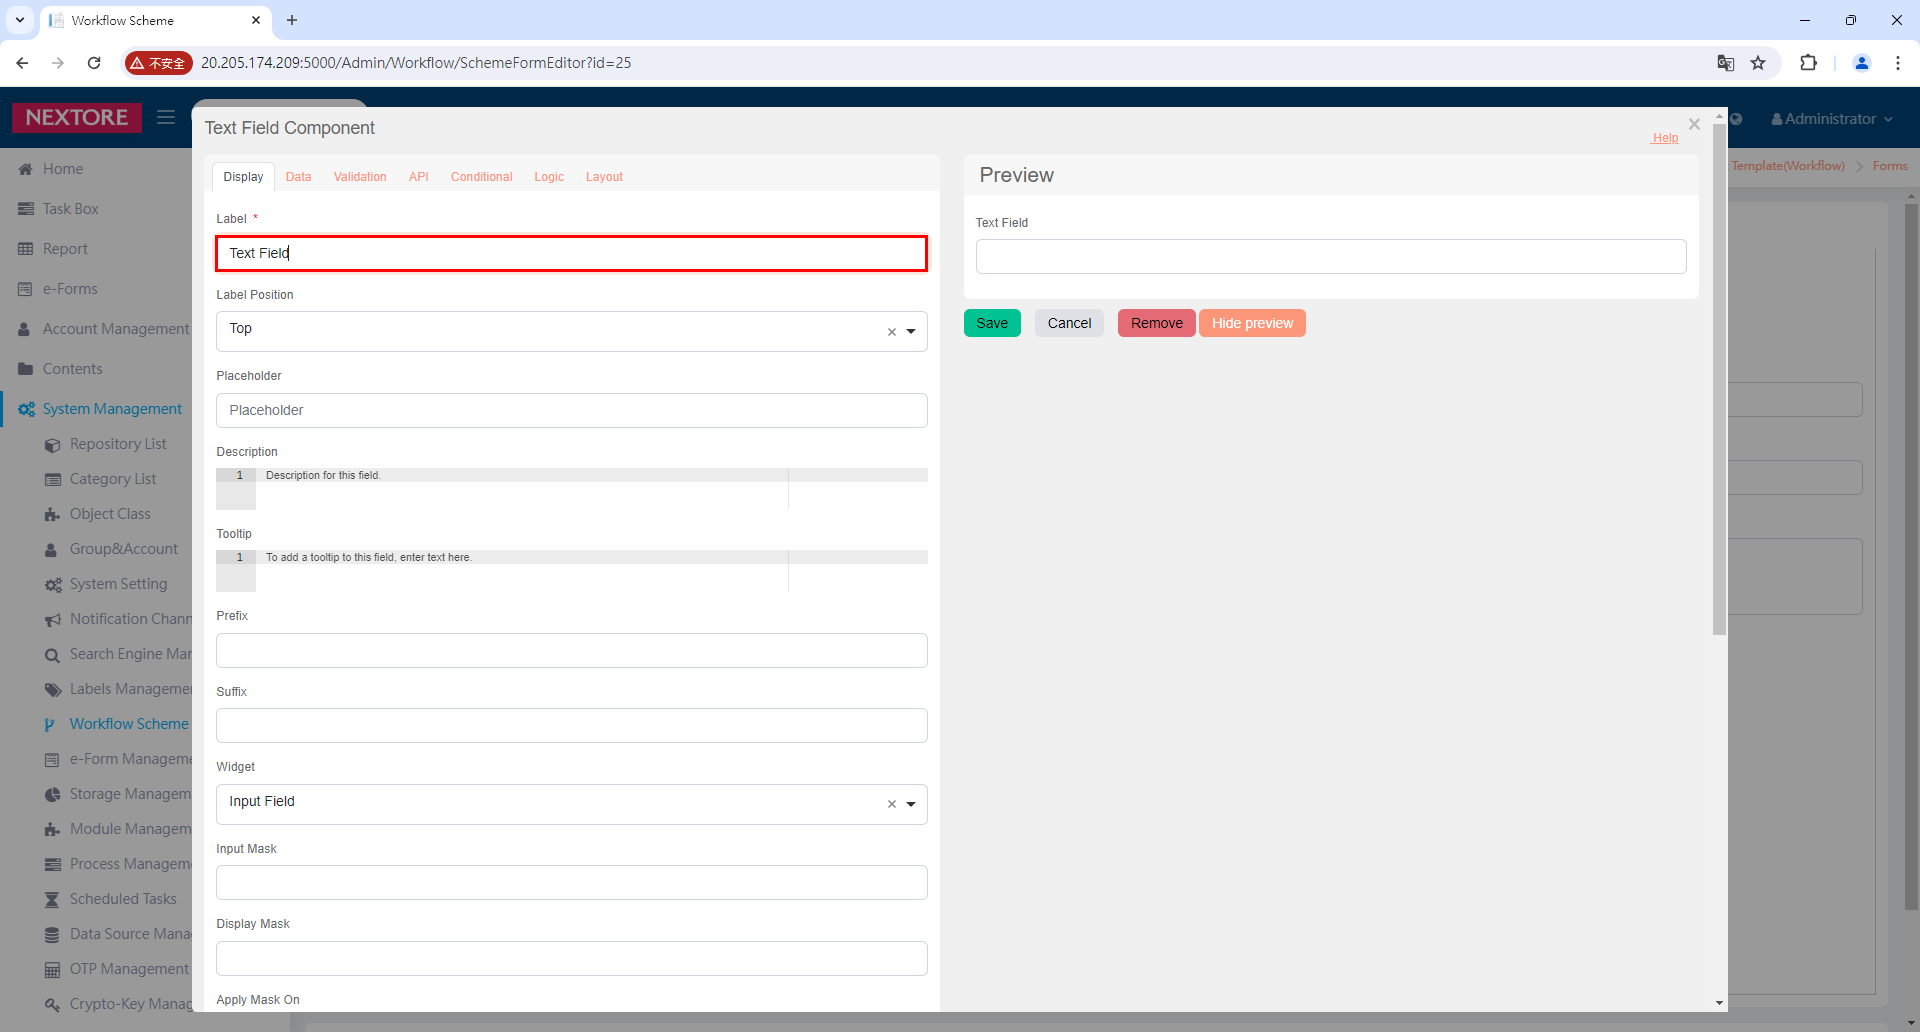 Workflow Scheme
不安全
20.205.174.209:5000/Admin/Workflow/SchemeFormEditor?id=25
NEXTORE
Administrator
Template(Workflow) > Forms
Home
Task Box
Report
e-Forms
Account Management
Contents
System Management
Repository List
Category List
Object Class
Group&Account
System Setting
Notification Chann
Search Engine Mar
Labels Manageme
Workflow Scheme
e-Form Manageme
Storage Managem
Module Managem
Process Manageme
Scheduled Tasks
Data Source Mana
OTP Management
Crypto-Key Manag
Text Field Component
Help
Display
Data
Validation
API
Conditional
Logic
Layout
Label *
Text Field
Label Position
Top
Placeholder
Placeholder
Description
1 Description for this field.
Tooltip
1 To add a tooltip to this field, enter text here.
Prefix
Suffix
Widget
Input Field
Input Mask
Display Mask
Apply Mask On
Preview
Text Field
Save
Cancel
Remove
Hide preview